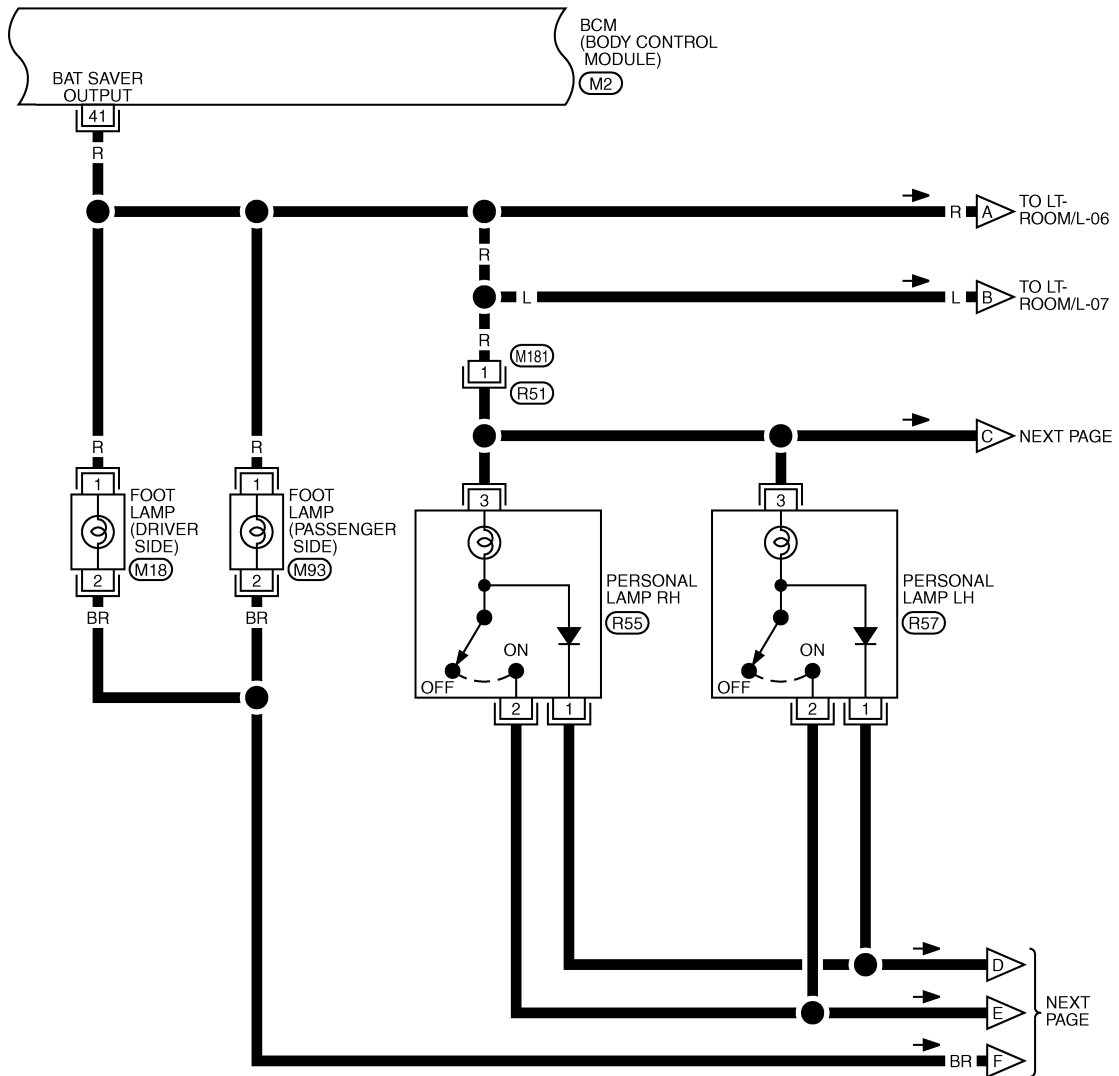 BCM
(BODY CONTROL
MODULE)
M2
BAT SAVER
OUTPUT
41
R
R
A
TO LT-
ROOM/L-06
R
L
L
B
TO LT-
ROOM/L-07
R
M181
1
R51
C
NEXT PAGE
R
R
1
FOOT
LAMP
(DRIVER
SIDE)
M18
2
BR
1
FOOT
LAMP
(PASSENGER
SIDE)
M93
2
BR
3
PERSONAL
LAMP RH
R55
ON
OFF
2
1
3
PERSONAL
LAMP LH
R57
ON
OFF
2
1
D
E
NEXT
PAGE
BR
F